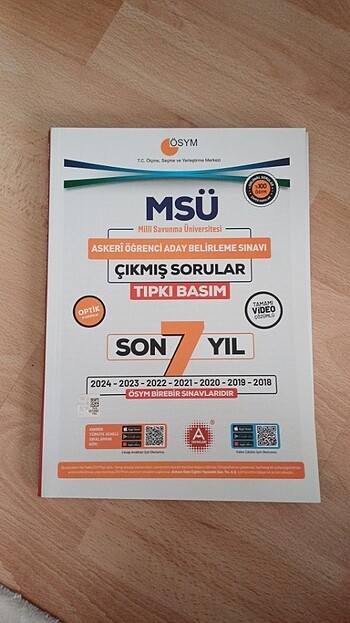 ÖSYM
T.C. Ölçme, Seçme ve Yerleştirme Merkezi
%100
ÖSYM
MSÜ
Milli Savunma Üniversitesi
ASKERİ ÖĞRENCİ ADAY BELİRLEME SINAVI
ÇIKMIŞ SORULAR
TIPKI BASIM
OPTİK
TAMAMI
VİDEO
ÇÖZÜMLÜ
SON 7 YIL
2024 - 2023 - 2022 - 2021 - 2020 - 2019 - 2018
ÖSYM BİREBİR SINAVLARIDIR
A